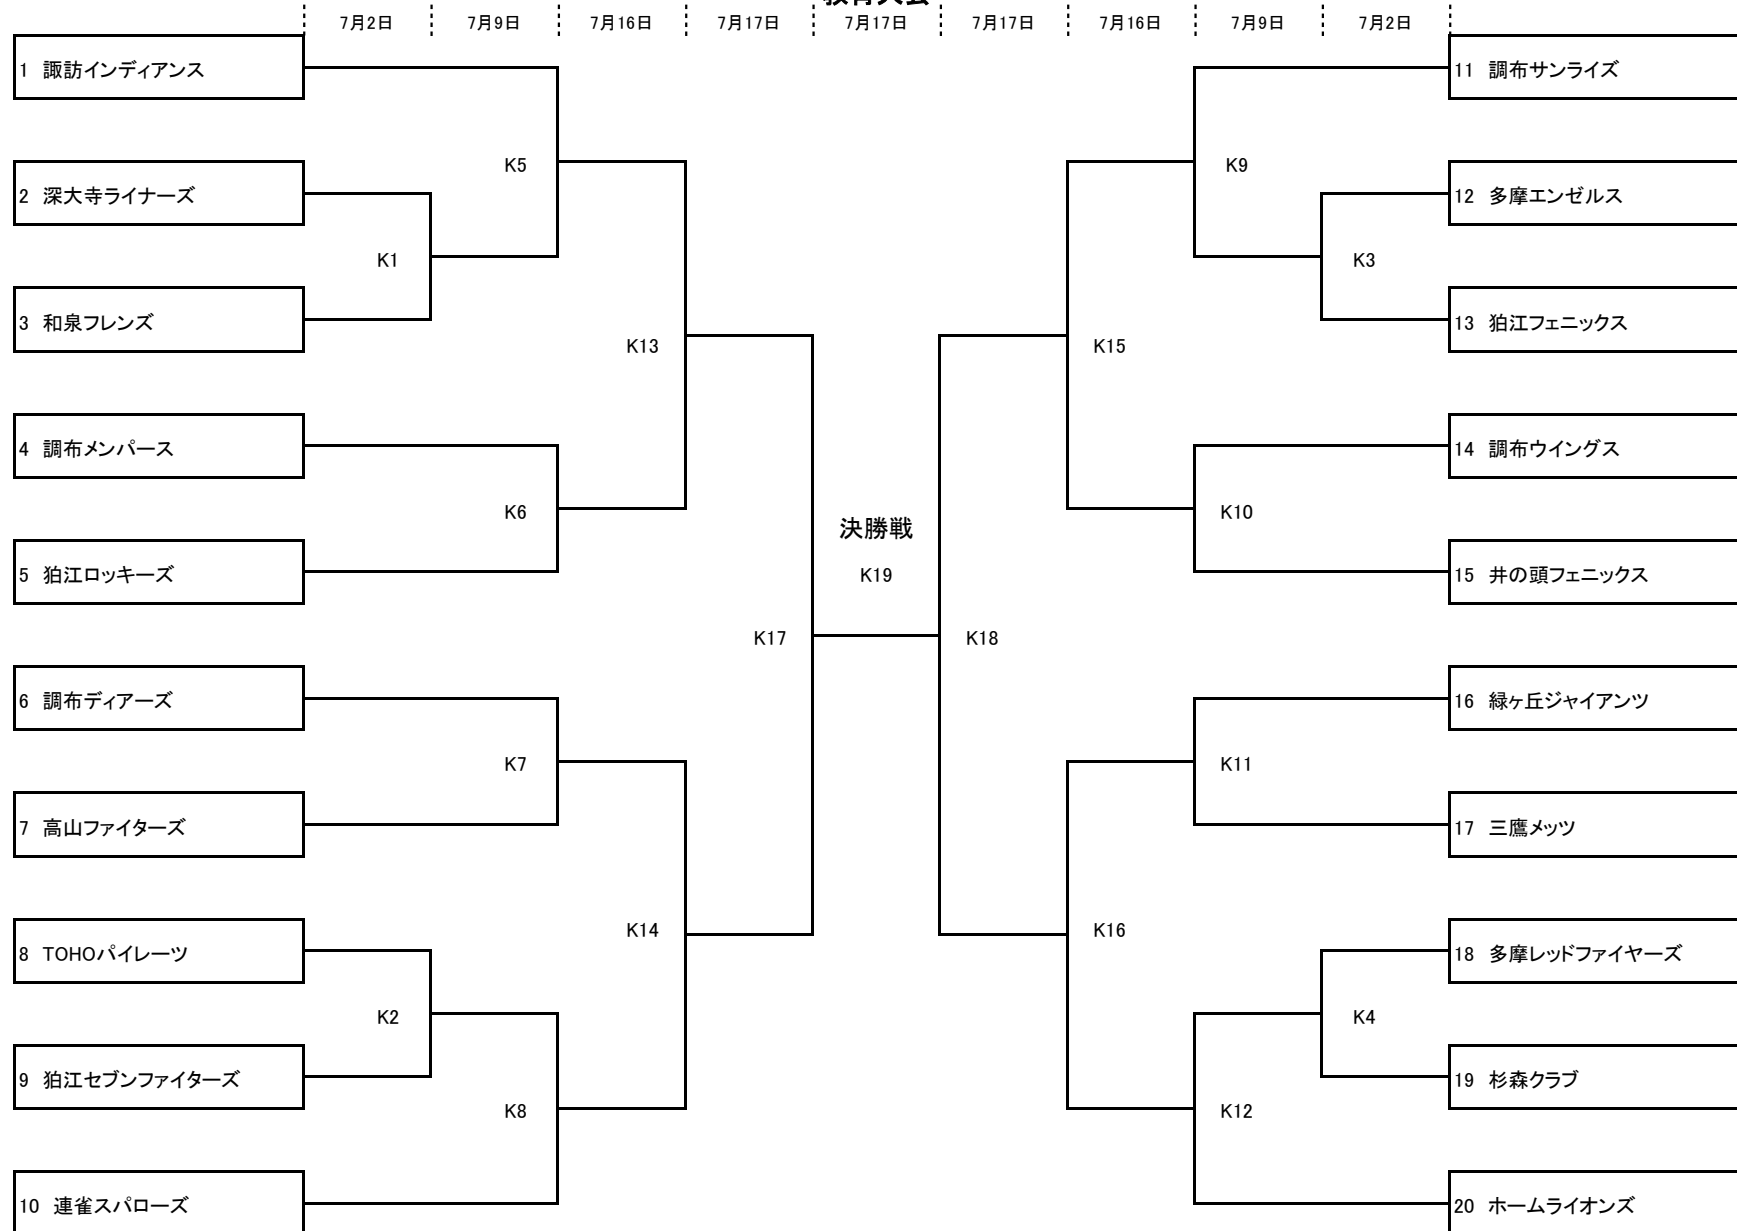 7月2日 7月9日 7月16日 7月17日 7月17日 7月17日 7月16日 7月9日 7月2日
1 諏訪インディアンス
11 調布サンライズ
K5
K9
2 深大寺ライナーズ
12 多摩エンゼルス
K1
K3
3 和泉フレンズ
13 狛江フェニックス
K13
K15
4 調布メンパース
14 調布ウイングス
K6
K10
決勝戦
5 狛江ロッキーズ
K19
15 井の頭フェニックス
K17
K18
6 調布ディアーズ
16 緑ヶ丘ジャイアンツ
K7
K11
7 高山ファイターズ
17 三鷹メッツ
K14
K16
8 TOHOパイレーツ
18 多摩レッドファイヤーズ
K2
K4
9 狛江セブンファイターズ
19 杉森クラブ
K8
K12
10 連雀スパローズ
20 ホームライオンズ